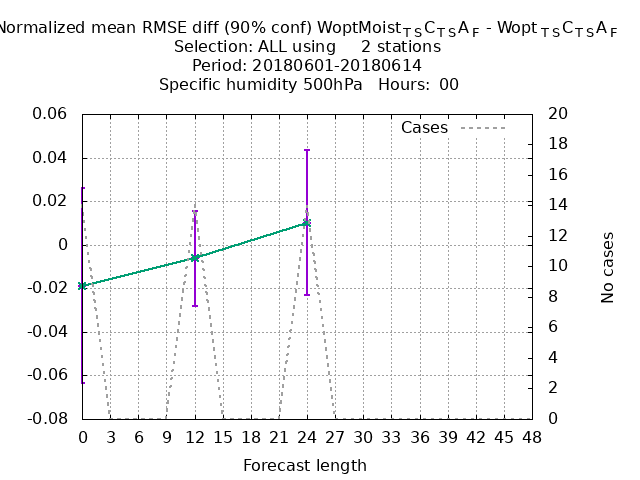 Normalized mean RMSE diff (90% conf) WoptMoist_TSC_TSA_F - Wopt_TSC_TSA_F
Selection: ALL using 2 stations
Period: 20180601-20180614
Specific humidity 500hPa Hours: 00
Cases
0.06
0.04
0.02
0
-0.02
-0.04
-0.06
-0.08
20
18
16
14
12
10
8
6
4
2
0
No cases
0 3 6 9 12 15 18 21 24 27 30 33 36 39 42 45 48
Forecast length